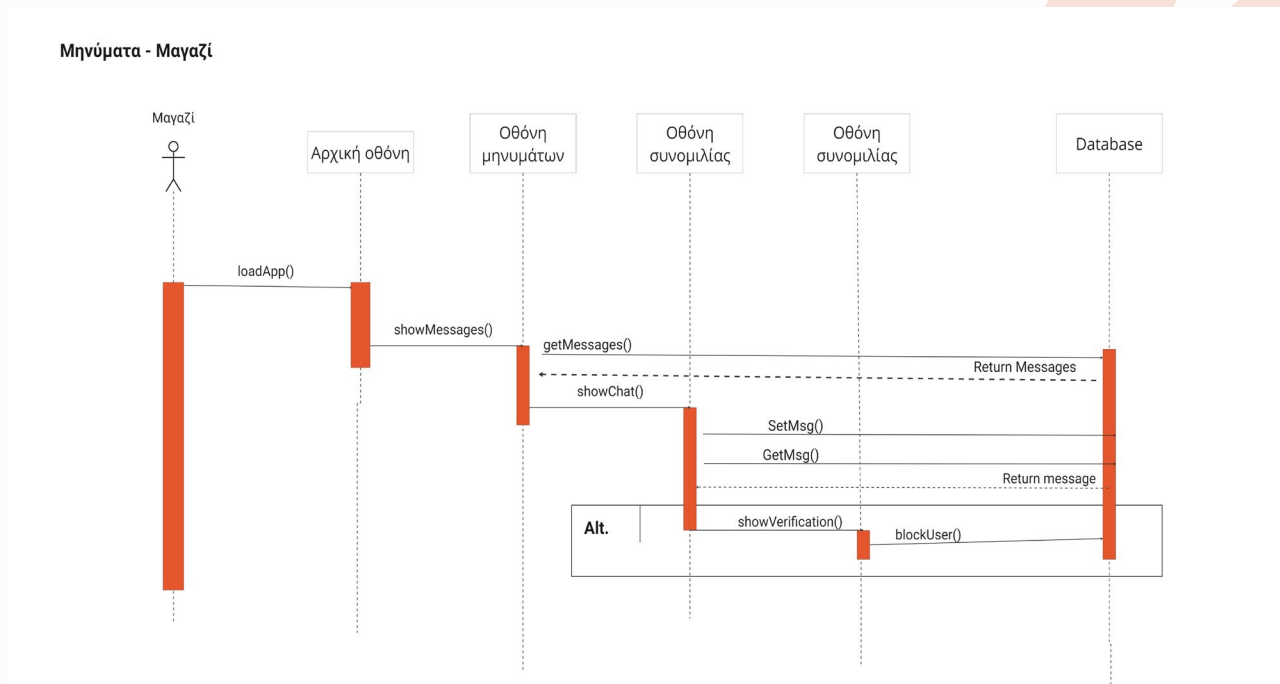 Μηνύματα - Μαγαζί
Μαγαζί
Αρχική οθόνη
Οθόνη
μηνυμάτων
Οθόνη
συνομιλίας
Οθόνη
συνομιλίας
Database
loadApp()
showMessages()
getMessages()
Return Messages
showChat()
SetMsg()
GetMsg()
Return message
Alt.
showVerification()
blockUser()